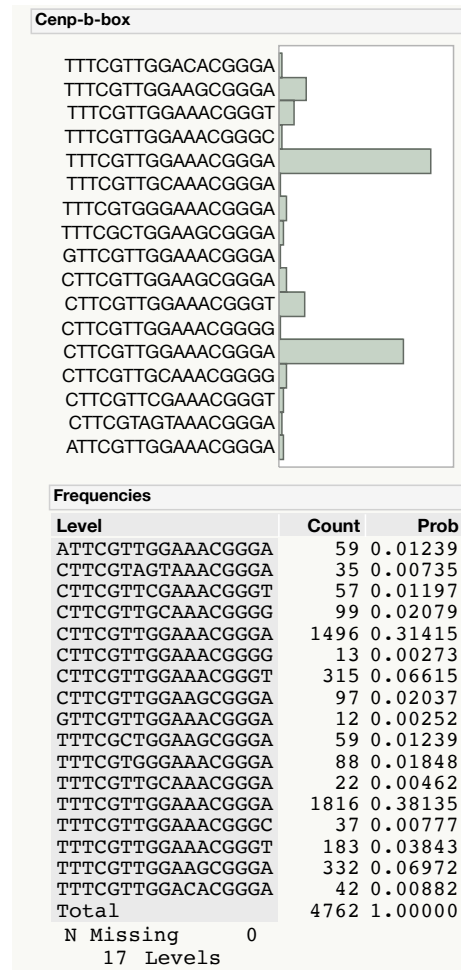 Cenp-b-box
TTTCGTTGGACACGGGA
TTTCGTTGGAAGCGGGA
TTTCGTTGGAAACGGGT
TTTCGTTGGAAACGGGC
TTTCGTTGGAAACGGGA
TTTCGTTGCAAACGGGA
TTTCGTGGGAAACGGGA
TTTCGCTGGAAGCGGGA
GTTCGTTGGAAACGGGA
CTTCGTTGGAAGCGGGA
CTTCGTTGGAAACGGGT
CTTCGTTGGAAACGGGG
CTTCGTTGGAAACGGGA
CTTCGTTGCAAACGGGG
CTTCGTTCGAAACGGGT
CTTCGTAGTAAACGGGA
ATTCGTTGGAAACGGGA
Frequencies
Level Count Prob
ATTCGTTGGAAACGGGA 59 0.01239
CTTCGTAGTAAACGGGA 35 0.00735
CTTCGTTCGAAACGGGT 57 0.01197
CTTCGTTGCAAACGGGG 99 0.02079
CTTCGTTGGAAACGGGA 1496 0.31415
CTTCGTTGGAAACGGGG 13 0.00273
CTTCGTTGGAAACGGGT 315 0.06615
CTTCGTTGGAAGCGGGA 97 0.02037
GTTCGTTGGAAACGGGA 12 0.00252
TTTCGCTGGAAGCGGGA 59 0.01239
TTTCGTGGGAAACGGGA 88 0.01848
TTTCGTTGCAAACGGGA 22 0.00462
TTTCGTTGGAAACGGGA 1816 0.38135
TTTCGTTGGAAACGGGC 37 0.00777
TTTCGTTGGAAACGGGT 183 0.03843
TTTCGTTGGAAGCGGGA 332 0.06972
TTTCGTTGGACACGGGA 42 0.00882
Total 4762 1.00000
N Missing 0
17 Levels